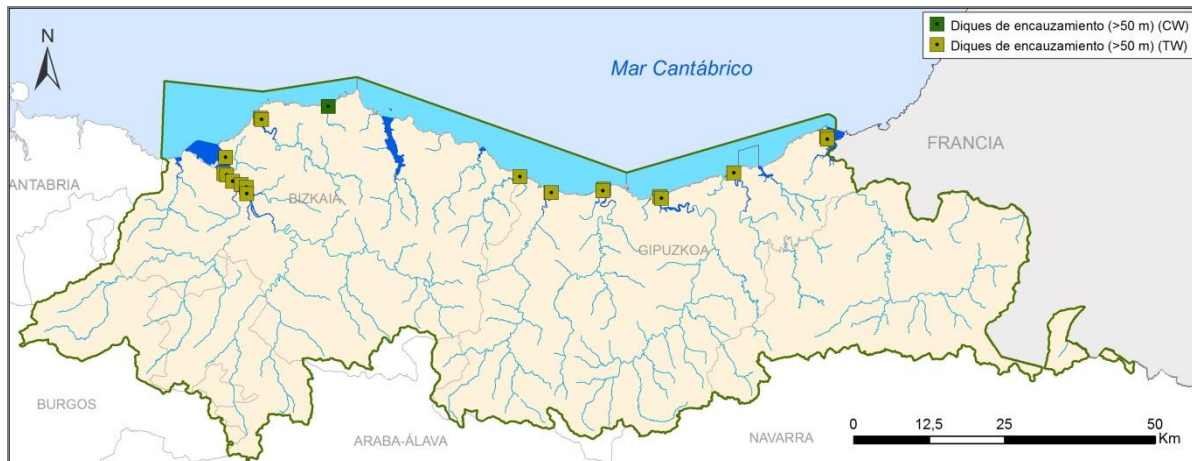 N
Diques de encauzamiento (>50 m) (CW)
Diques de encauzamiento (>50 m) (TW)
Mar Cantábrico
FRANCIA
ANTABRIA
BIZKAIA
GIPUZKOA
BURGOS
ARABA-ÁLAVA
NAVARRA
0 12,5 25 50
Km